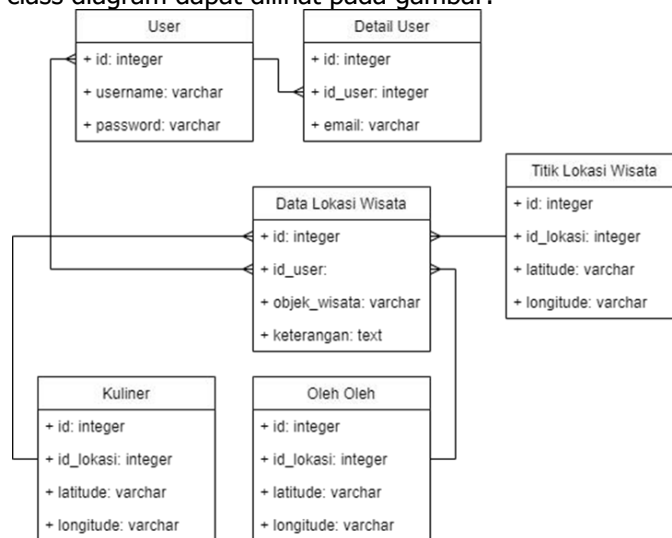 class diagram dapat dilihat pada gambar.
User
+ id: integer
+ username: varchar
+ password: varchar
Detail User
+ id: integer
+ id_user: integer
+ email: varchar
Titik Lokasi Wisata
+ id: integer
+ id_lokasi: integer
+ latitude: varchar
+ longitude: varchar
Data Lokasi Wisata
+ id: integer
+ id_user:
+ objek_wisata: varchar
+ keterangan: text
Kuliner
+ id: integer
+ id_lokasi: integer
+ latitude: varchar
+ longitude: varchar
Oleh Oleh
+ id: integer
+ id_lokasi: integer
+ latitude: varchar
+ longitude: varchar